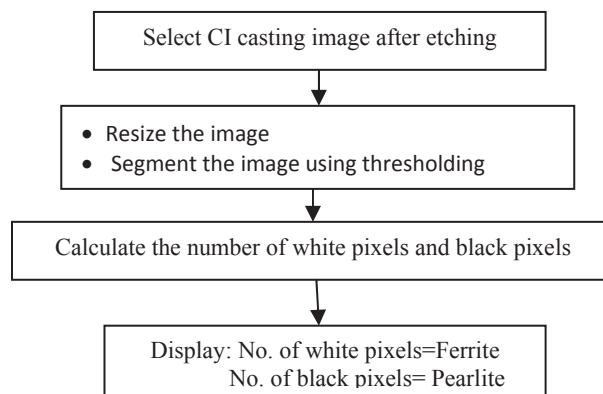 Select CI casting image after etching
• Resize the image
• Segment the image using thresholding
Calculate the number of white pixels and black pixels
Display: No. of white pixels=Ferrite
No. of black pixels= Pearlite